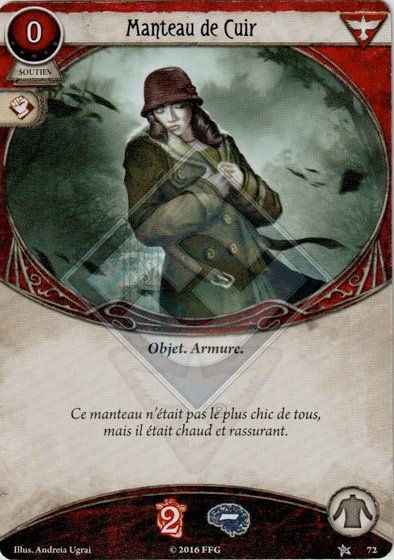 0
Manteau de Cuir
SOUTIEN
Objet. Armure.
Ce manteau n'était pas le plus chic de tous,
mais il était chaud et rassurant.
2
-
Illus. Andreia Ugrai
© 2016 FFG
72